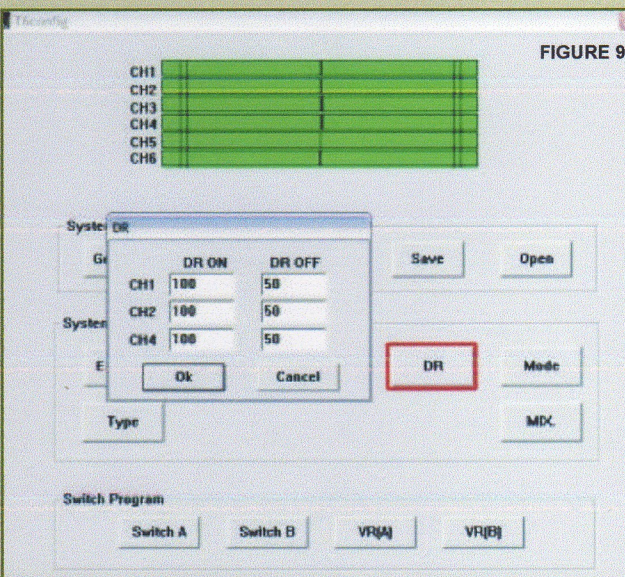 T6config
FIGURE 9
CH1
CH2
CH3
CH4
CH5
CH6
DR
Save Open
DR ON DR OFF
CH1 100 50
CH2 100 50
CH4 100 50
Ok Cancel
DR Mode
Type MIX.
Switch Program
Switch A Switch B VR(A) VR(B)